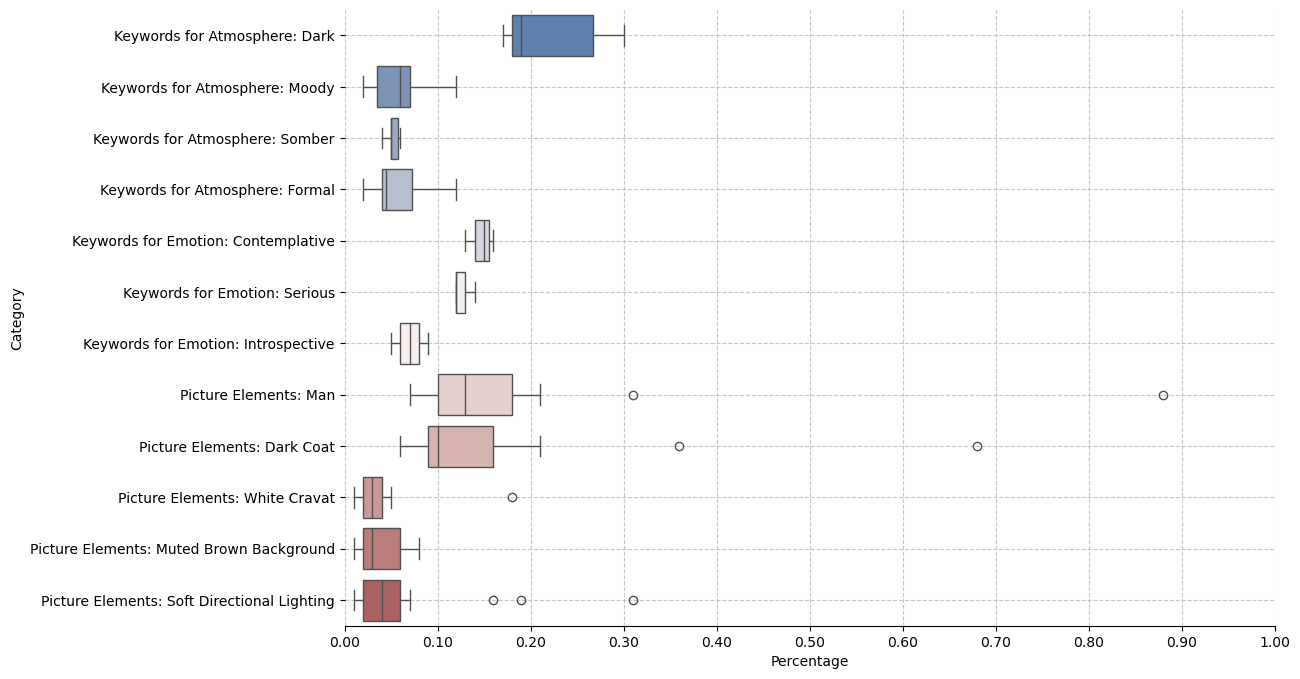 Category
Keywords for Atmosphere: Dark
Keywords for Atmosphere: Moody
Keywords for Atmosphere: Somber
Keywords for Atmosphere: Formal
Keywords for Emotion: Contemplative
Keywords for Emotion: Serious
Keywords for Emotion: Introspective
Picture Elements: Man
Picture Elements: Dark Coat
Picture Elements: White Cravat
Picture Elements: Muted Brown Background
Picture Elements: Soft Directional Lighting
0.00 0.10 0.20 0.30 0.40 0.50 0.60 0.70 0.80 0.90 1.00
Percentage